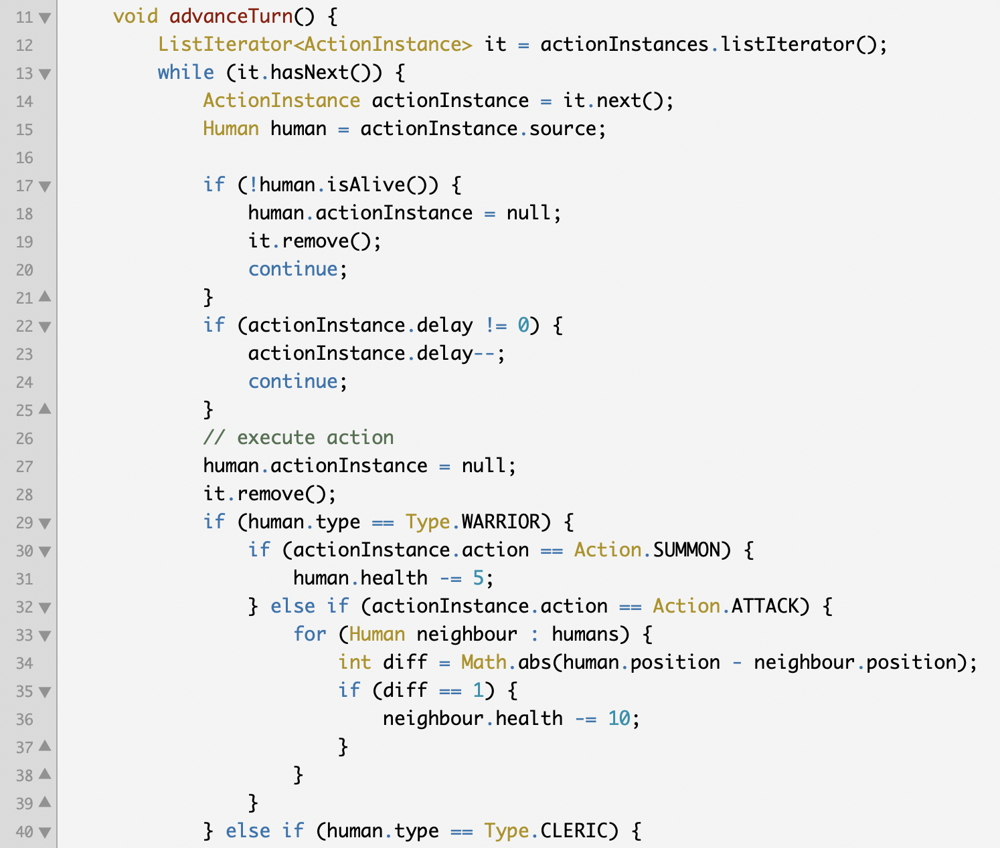 11 void advanceTurn() {
12 ListIterator<ActionInstance> it = actionInstances.listIterator();
13 while (it.hasNext()) {
14 ActionInstance actionInstance = it.next();
15 Human human = actionInstance.source;
16
17 if (!human.isAlive()) {
18 human.actionInstance = null;
19 it.remove();
20 continue;
21 }
22 if (actionInstance.delay != 0) {
23 actionInstance.delay--;
24 continue;
25 }
26 // execute action
27 human.actionInstance = null;
28 it.remove();
29 if (human.type == Type.WARRIOR) {
30 if (actionInstance.action == Action.SUMMON) {
31 human.health -= 5;
32 } else if (actionInstance.action == Action.ATTACK) {
33 for (Human neighbour : humans) {
34 int diff = Math.abs(human.position - neighbour.position);
35 if (diff == 1) {
36 neighbour.health -= 10;
37 }
38 }
39 }
40 } else if (human.type == Type.CLERIC) {